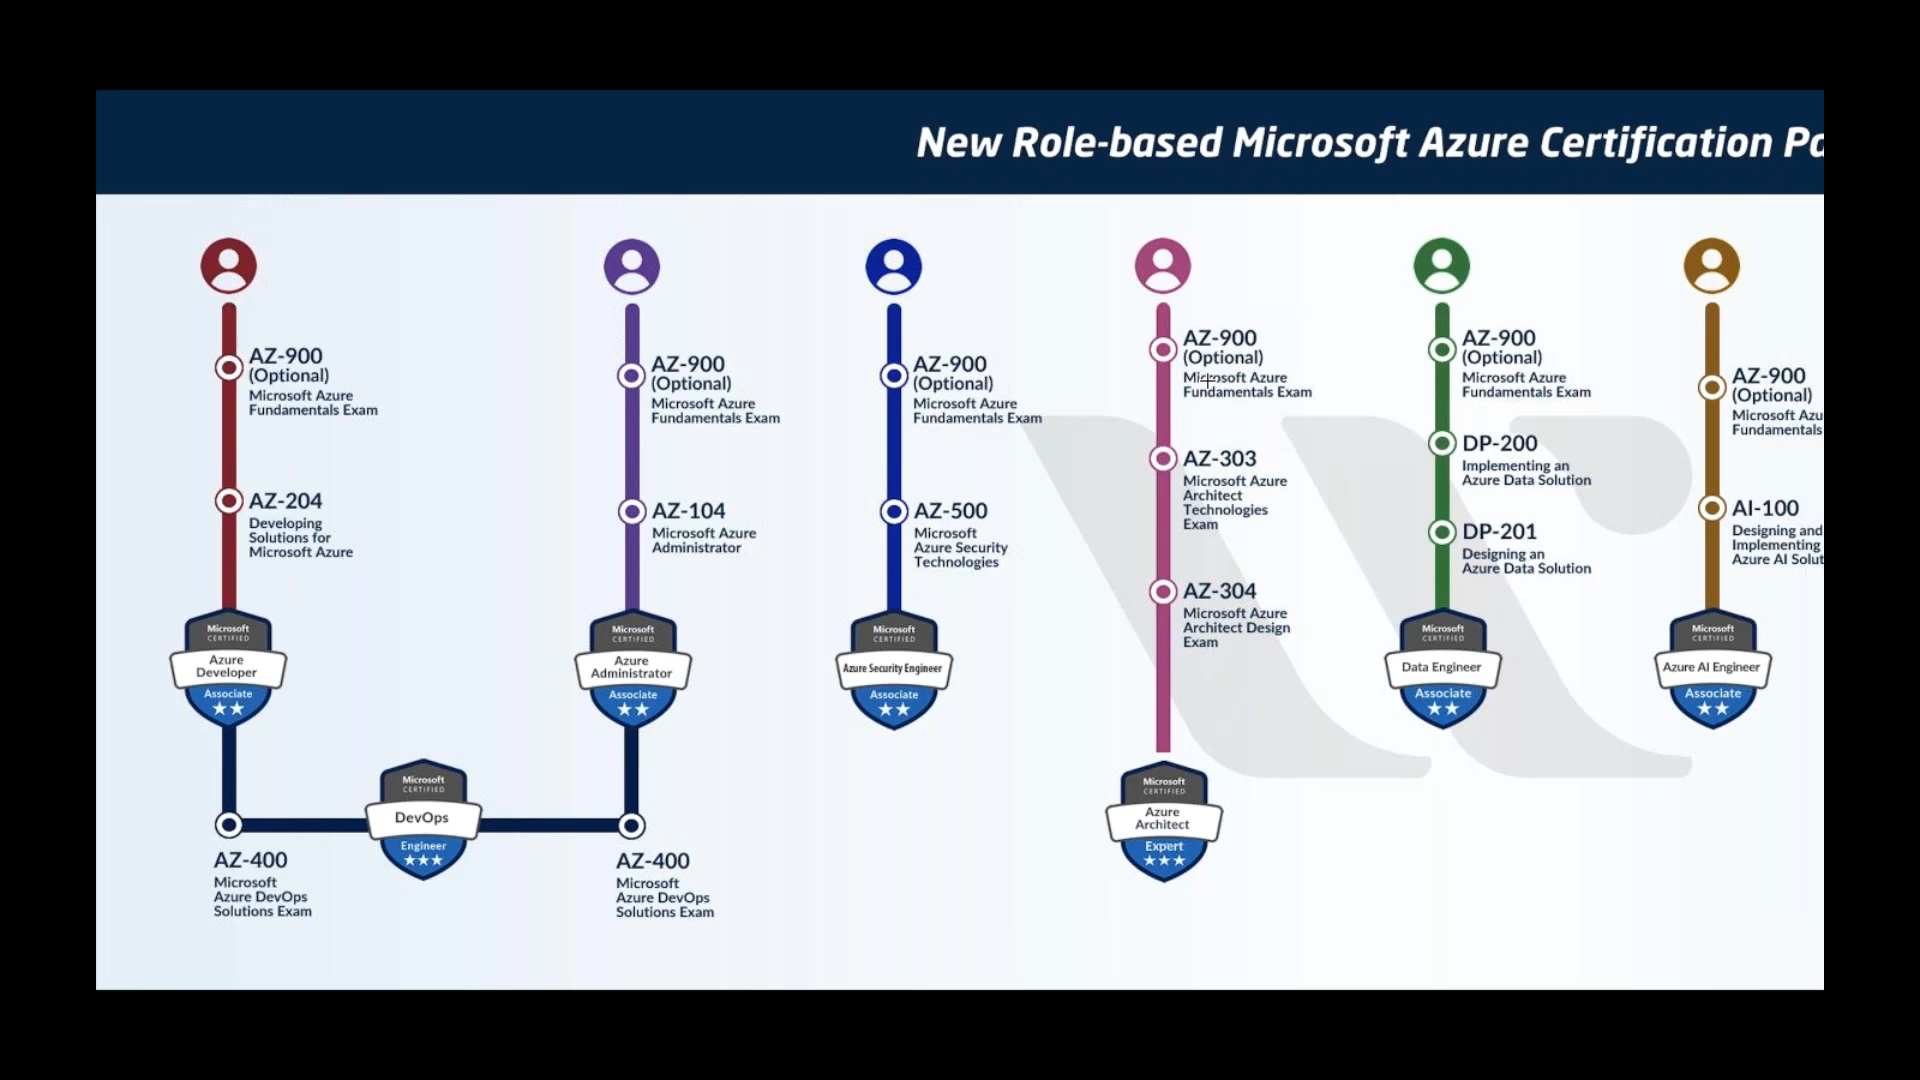 New Role-based Microsoft Azure Certification
AZ-900
(Optional)
Microsoft Azure
Fundamentals Exam
AZ-204
Developing
Solutions for
Microsoft Azure
Microsoft
CERTIFIED
Azure
Developer
Associate
AZ-400
Microsoft
Azure DevOps
Solutions Exam
Microsoft
CERTIFIED
DevOps
Engineer
AZ-900
(Optional)
Microsoft Azure
Fundamentals Exam
AZ-104
Microsoft Azure
Administrator
Microsoft
CERTIFIED
Azure
Administrator
Associate
AZ-400
Microsoft
Azure DevOps
Solutions Exam
AZ-900
(Optional)
Microsoft Azure
Fundamentals Exam
AZ-500
Microsoft
Azure Security
Technologies
Microsoft
CERTIFIED
Azure Security Engineer
Associate
AZ-900
(Optional)
Microsoft Azure
Fundamentals Exam
AZ-303
Microsoft Azure
Architect
Technologies
Exam
AZ-304
Microsoft Azure
Architect Design
Exam
Microsoft
CERTIFIED
Azure
Architect
Expert
AZ-900
(Optional)
Microsoft Azure
Fundamentals Exam
DP-200
Implementing an
Azure Data Solution
DP-201
Designing an
Azure Data Solution
Microsoft
CERTIFIED
Data Engineer
Associate
AZ-900
(Optional)
Microsoft Azu
Fundamentals
AI-100
Designing and
Implementing
Azure AI Solut
Microsoft
CERTIFIED
Azure AI Engineer
Associate